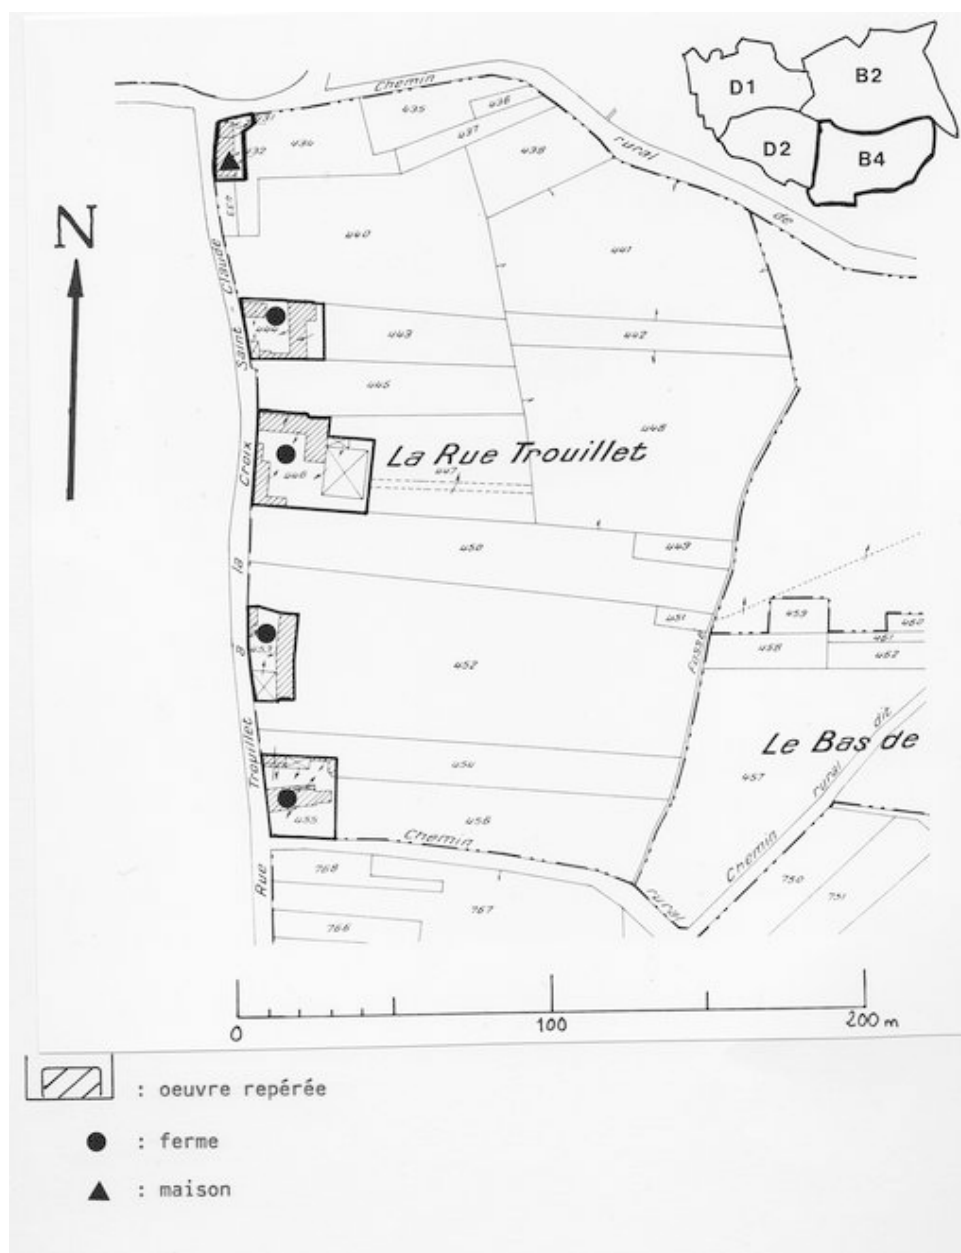 D1
B2
D2
B4
N
Chemin
rural
de
431
432
433
434
435
436
437
438
440
441
442
443
444
445
446
447
448
449
450
451
452
453
454
455
456
457
458
459
460
461
462
La Rue Trouillet
Le Bas de
Fossé
Rue Trouillet à la Croix Saint-Claude
Chemin
rural
Chemin rural dit
768
767
766
750
751
0
100
200 m
: oeuvre repérée
: ferme
: maison